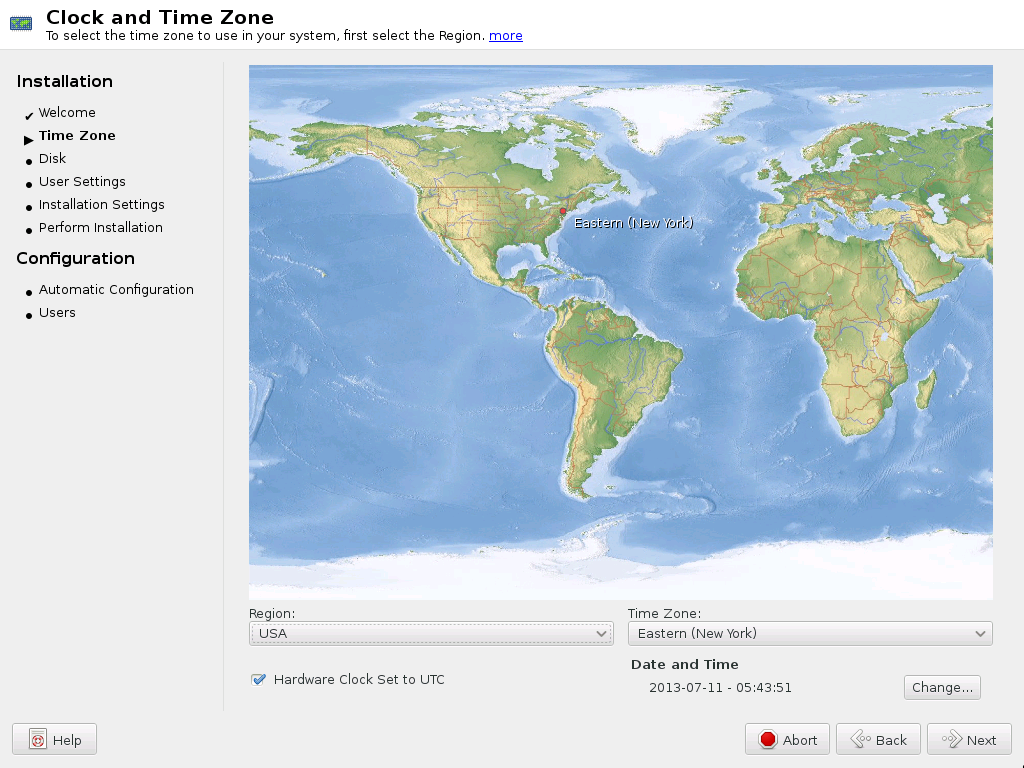 Clock and Time Zone
To select the time zone to use in your system, first select the Region. more
Installation
Welcome
Time Zone
Disk
User Settings
Installation Settings
Perform Installation
Configuration
Automatic Configuration
Users
Eastern (New York)
Region:
USA
Time Zone:
Eastern (New York)
Hardware Clock Set to UTC
Date and Time
2013-07-11 - 05:43:51
Change...
Help
Abort
Back
Next